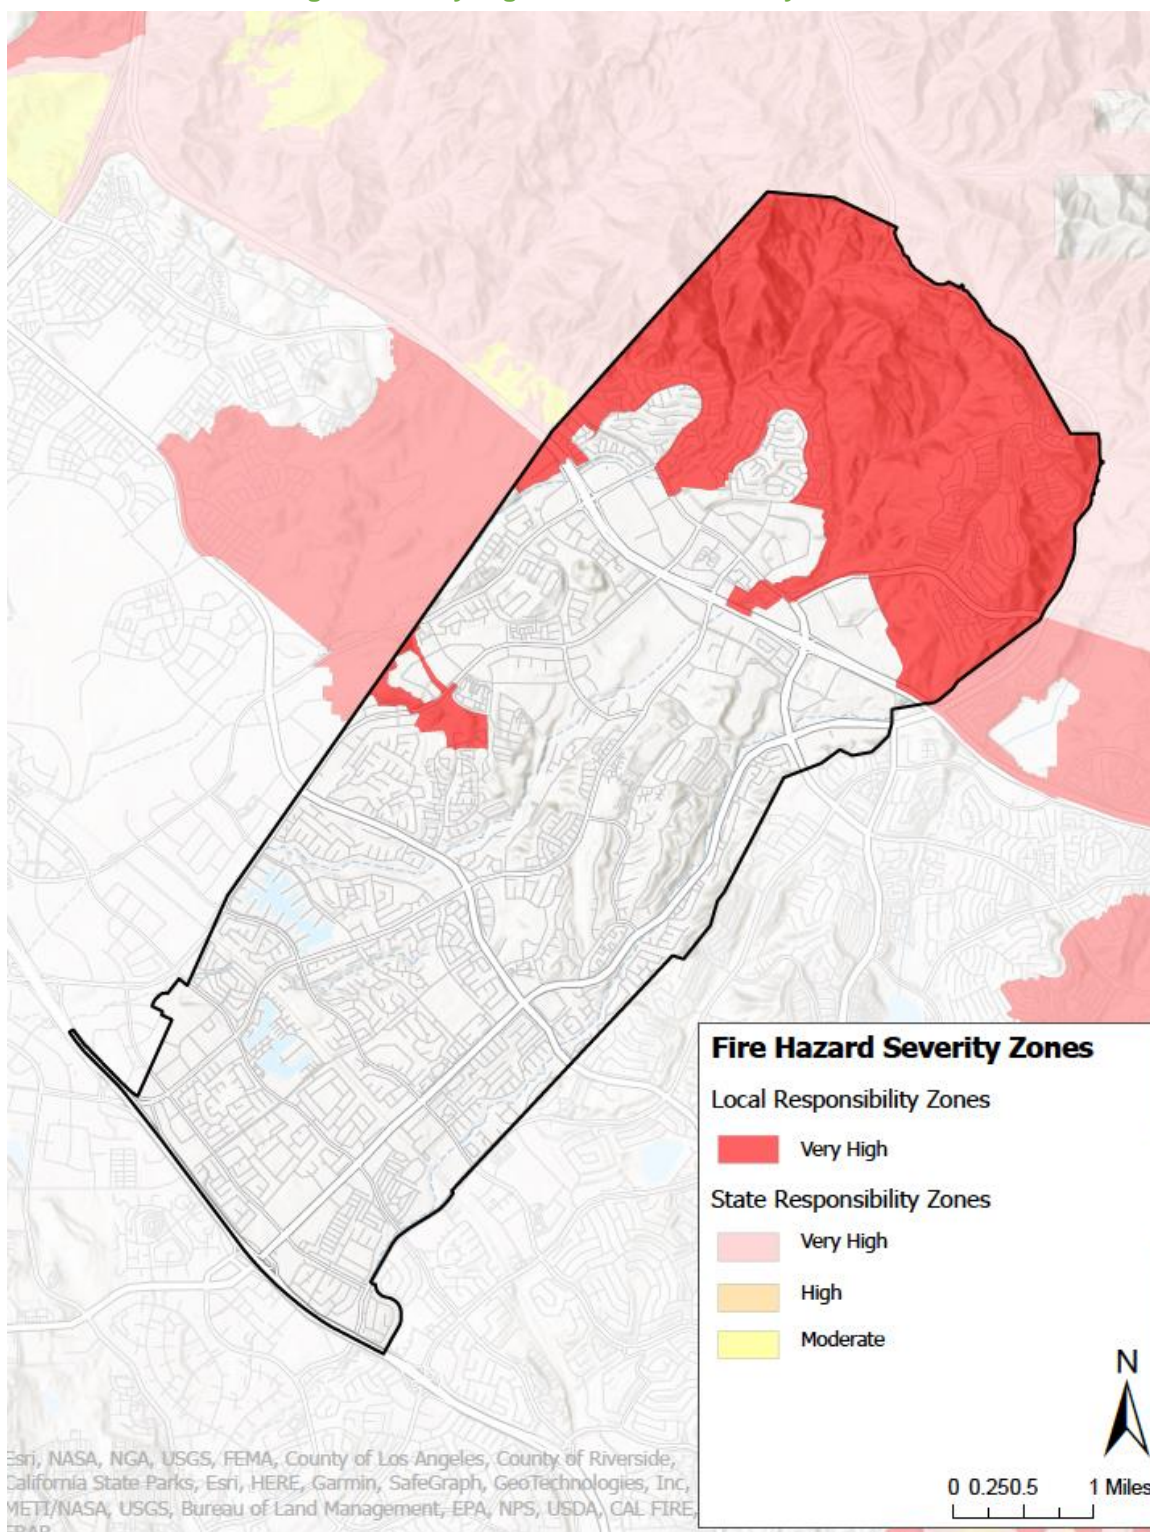 Fire Hazard Severity Zones
Local Responsibility Zones
Very High
State Responsibility Zones
Very High
High
Moderate
N
0 0.250.5 1 Miles
Esri, NASA, NGA, USGS, FEMA, County of Los Angeles, County of Riverside,
California State Parks, Esri, HERE, Garmin, SafeGraph, GeoTechnologies, Inc,
METI/NASA, USGS, Bureau of Land Management, EPA, NPS, USDA, CAL FIRE,